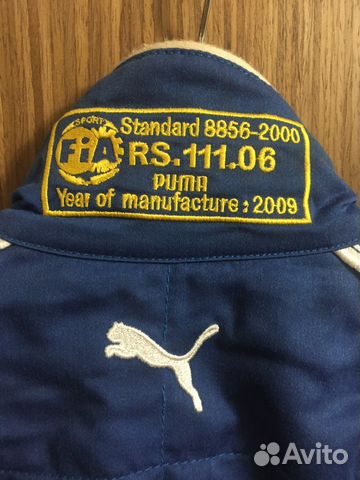 SPORT
FiA
Standard 8856-2000
RS.111.06
PUMA
Year of manufacture: 2009
Avito